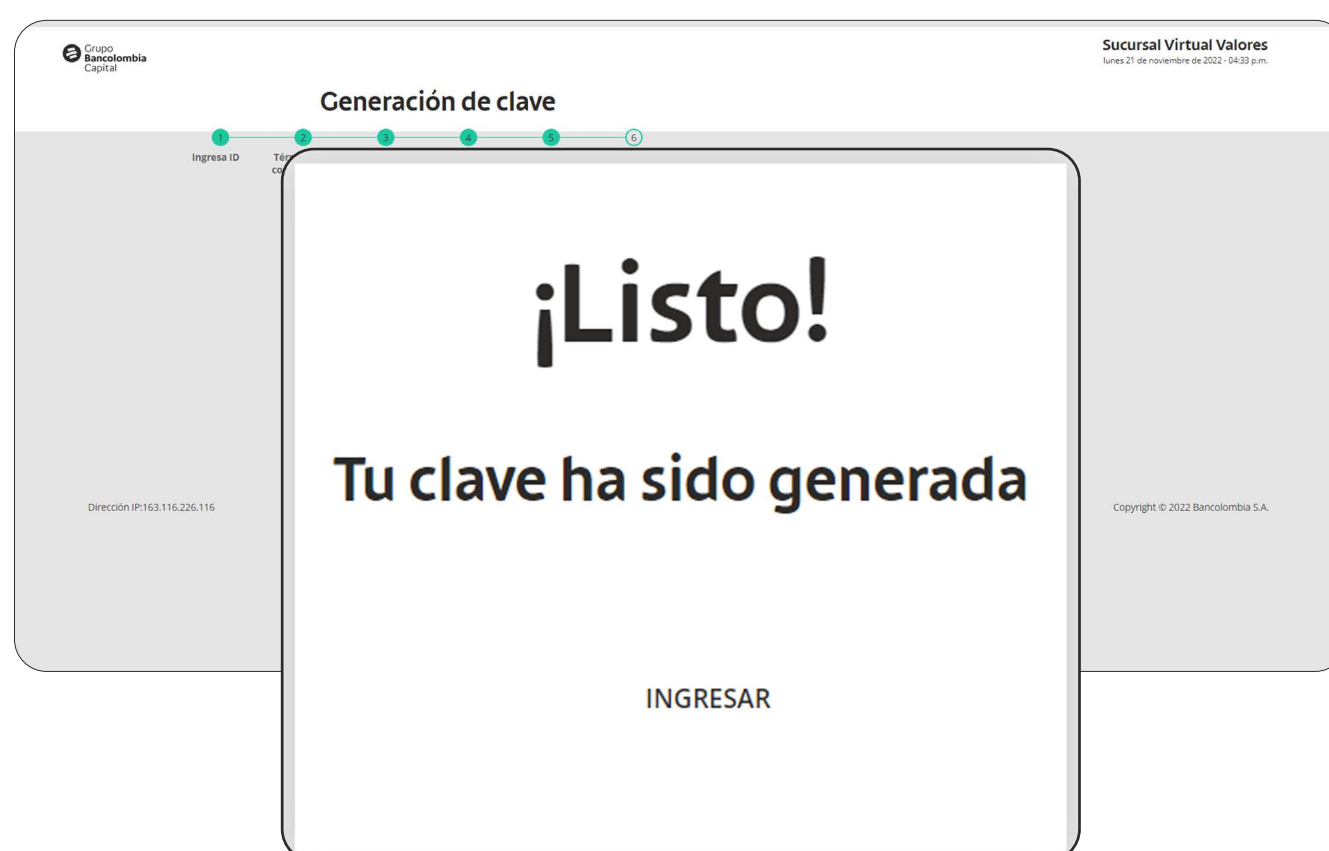 Grupo
Bancolombia
Capital
Sucursal Virtual Valores
lunes 21 de noviembre de 2022 - 04:33 p.m.
Generación de clave
1 2 3 4 5 6
Ingresa ID
¡Listo!
Tu clave ha sido generada
Dirección IP:163.116.226.116
Copyright © 2022 Bancolombia S.A.
INGRESAR